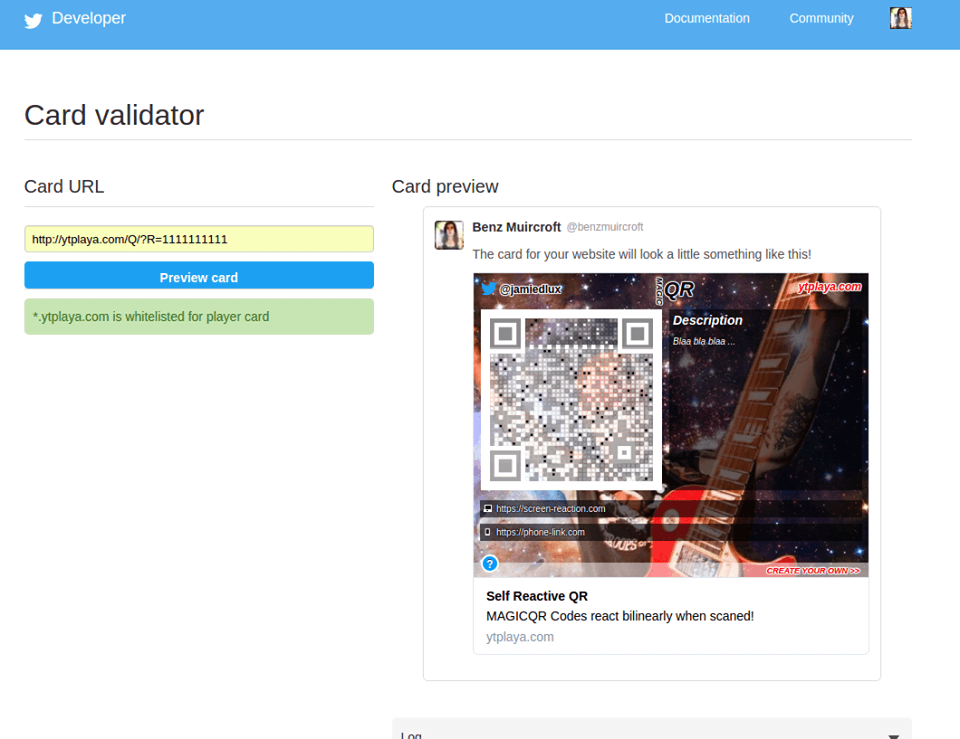 Developer
Documentation
Community
Card validator
Card URL
http://ytplaya.com/Q/?R=1111111111
Preview card
*.ytplaya.com is whitelisted for player card
Card preview
Benz Muircroft @benzmuircroft
The card for your website will look a little something like this!
@jamiedlux
MAGIC QR
ytplaya.com
Description
Blaa bla blaa ...
https://screen-reaction.com
https://phone-link.com
?
CREATE YOUR OWN >>
Self Reactive QR
MAGICQR Codes react bilinearly when scaned!
ytplaya.com
Log